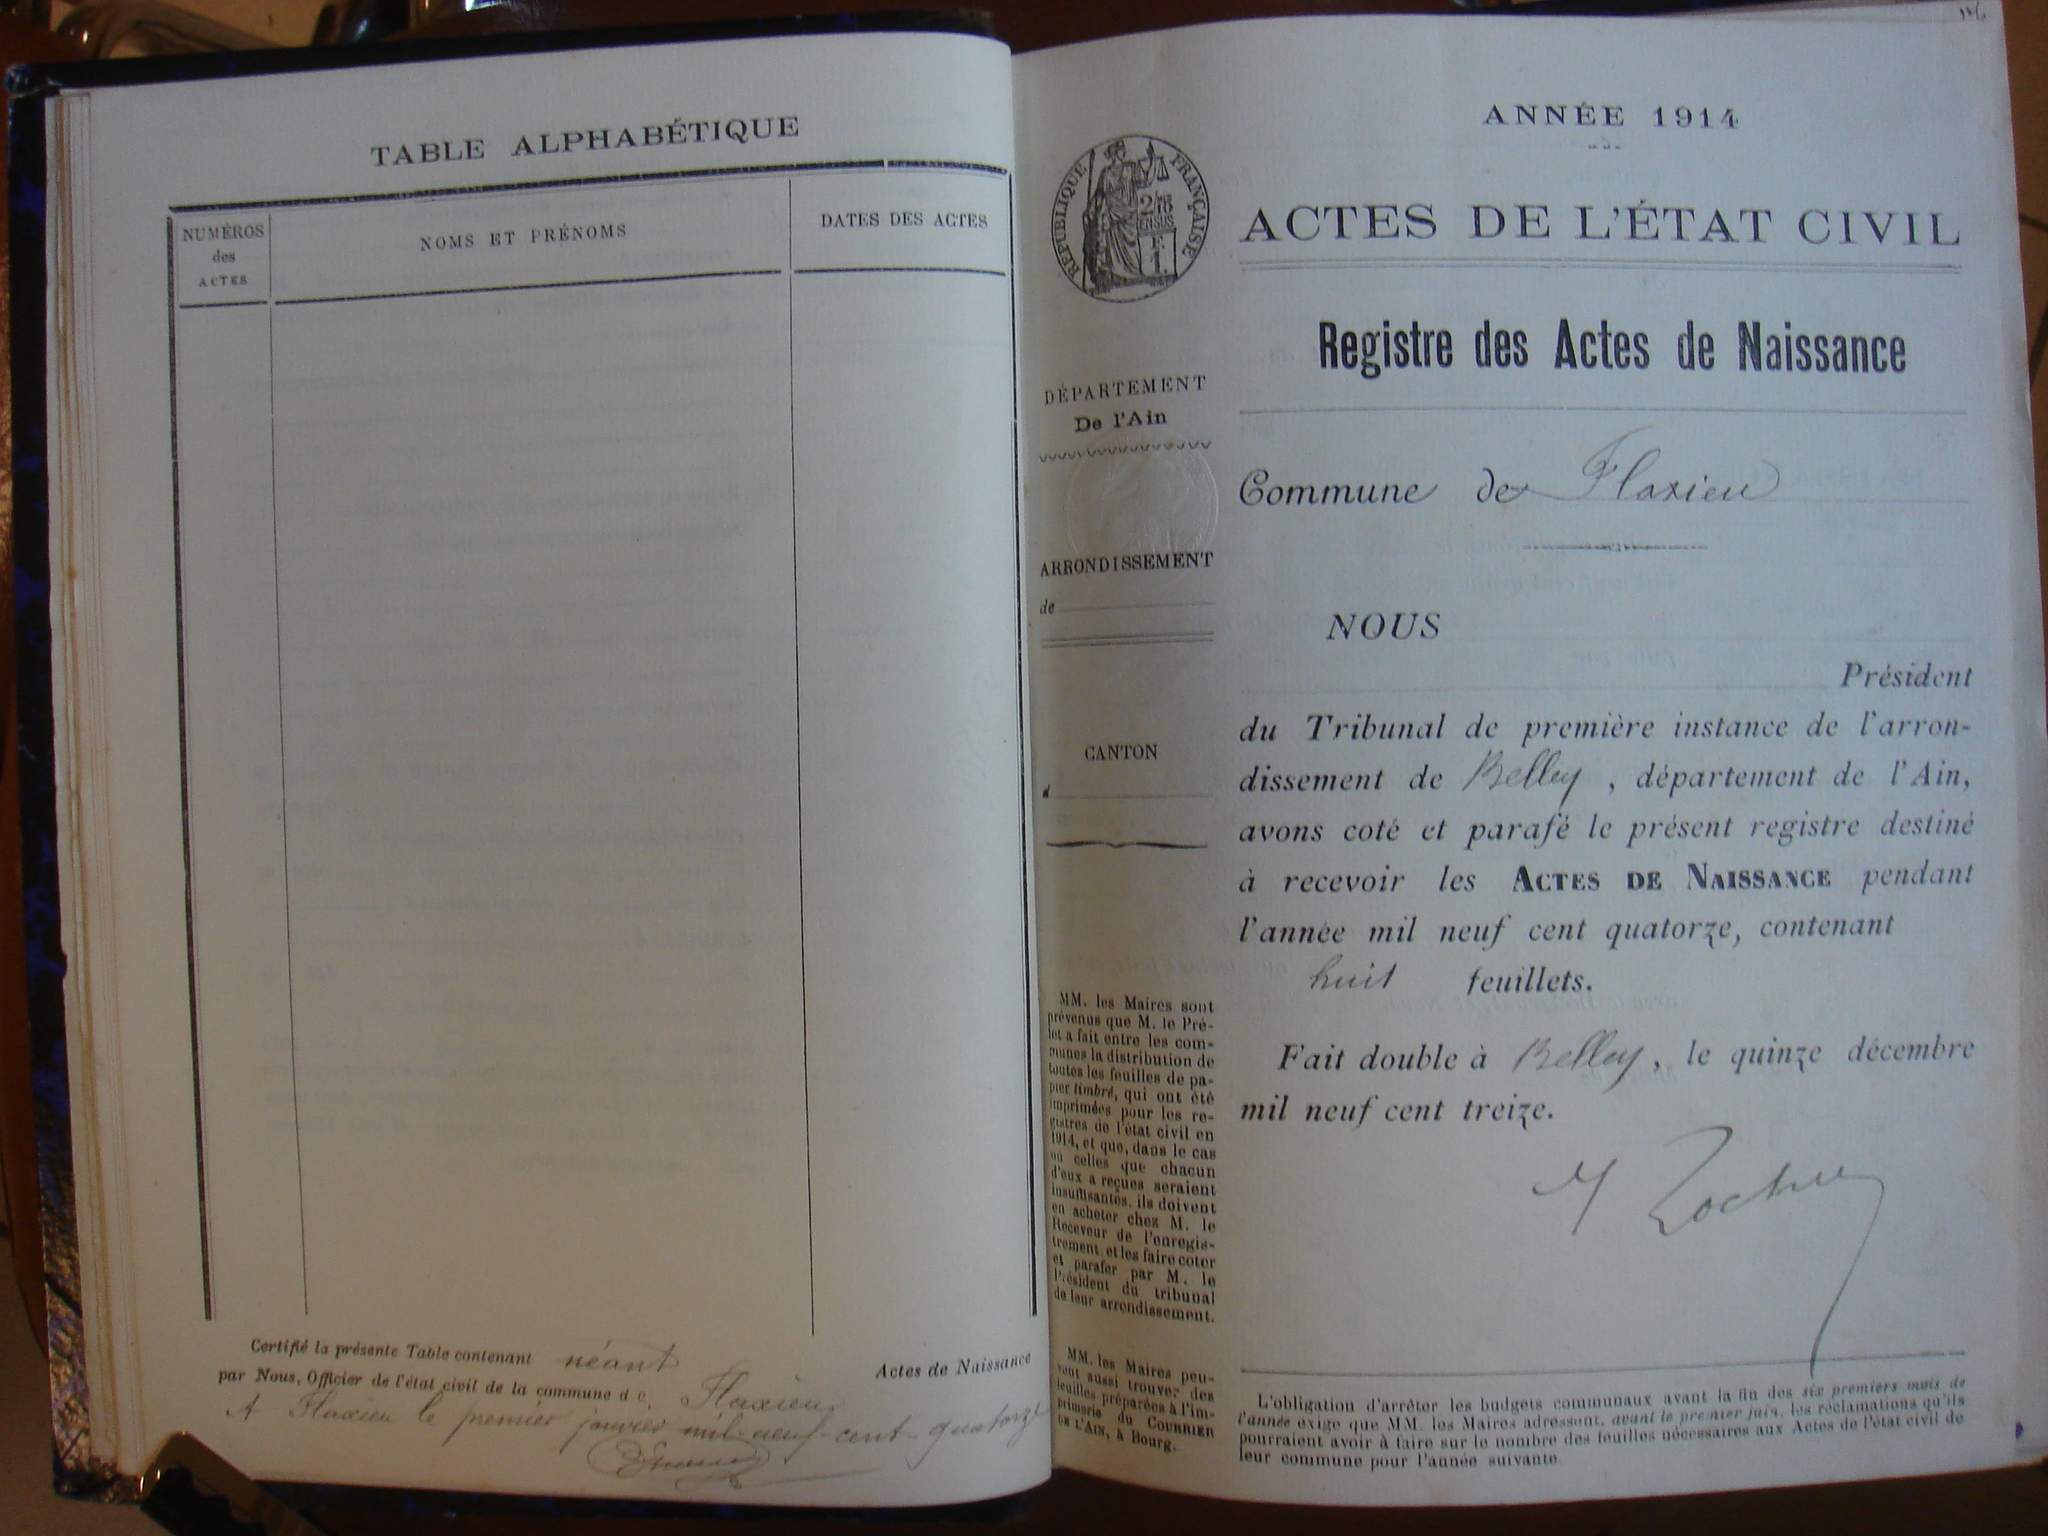 TABLE ALPHABÉTIQUE
NUMÉROS
des
ACTES
NOMS ET PRÉNOMS
DATES DES ACTES
Certifié la présente Table contenant néant Actes de Naissance
par Nous, Officier de l'état civil de la commune de Flaxieu
A Flaxieu le premier janvier mil neuf-cent-quatorze
RÉPUBLIQUE FRANÇAISE
DÉPARTEMENT
De l'Ain
ARRONDISSEMENT
de
CANTON
d
MM. les Maires sont
prévenus que M. le Pré-
fet a fait entre les com-
munes la distribution de
toutes les feuilles de pa-
pier timbré, qui ont été
imprimées pour les re-
gistres de l'état civil en
1914, et que, dans le cas
où celles que chacun
d'eux a reçues seraient
insuffisantes, ils doivent
en acheter chez M. le
Receveur de l'enregis-
trement, et les faire coter
et parafer par M. le
Président du tribunal
de leur arrondissement.
MM. les Maires peu-
vent aussi trouver des
feuilles préparées à l'im-
primerie du COURRIER
DE L'AIN, à Bourg.
ANNÉE 1914
ACTES DE L'ÉTAT CIVIL
Registre des Actes de Naissance
Commune de Flaxieu
NOUS
Président
du Tribunal de première instance de l'arron-
dissement de Belley, département de l'Ain,
avons coté et parafé le présent registre destiné
à recevoir les ACTES DE NAISSANCE pendant
l'année mil neuf cent quatorze, contenant
huit feuillets.
Fait double à Belley, le quinze décembre
mil neuf cent treize.
L'obligation d'arrêter les budgets communaux avant la fin des six premiers mois de
l'année exige que MM. les Maires adressent, avant le premier juin, les réclamations qu'ils
pourraient avoir à faire sur le nombre des feuilles nécessaires aux Actes de l'état civil de
leur commune pour l'année suivante.